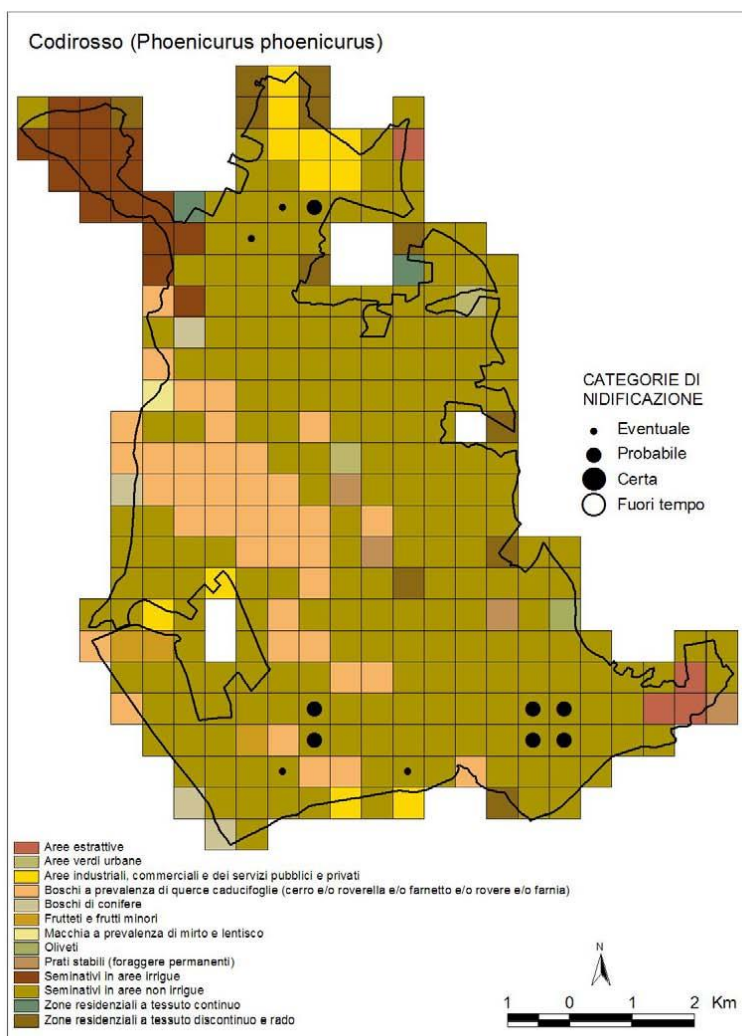 Codirosso (Phoenicurus phoenicurus)
CATEGORIE DI
NIDIFICAZIONE
Eventuale
Probabile
Certa
Fuori tempo
Aree estrattive
Aree verdi urbane
Aree industriali, commerciali e dei servizi pubblici e privati
Boschi a prevalenza di querce caducifoglie (cerro e/o roverella e/o farnetto e/o rovere e/o farnia)
Boschi di conifere
Frutteti e frutti minori
Macchia a prevalenza di mirto e lentisco
Oliveti
Prati stabili (foraggere permanenti)
Seminativi in aree irrigue
Seminativi in aree non irrigue
Zone residenziali a tessuto continuo
Zone residenziali a tessuto discontinuo e rado
N
1 0 1 2 Km